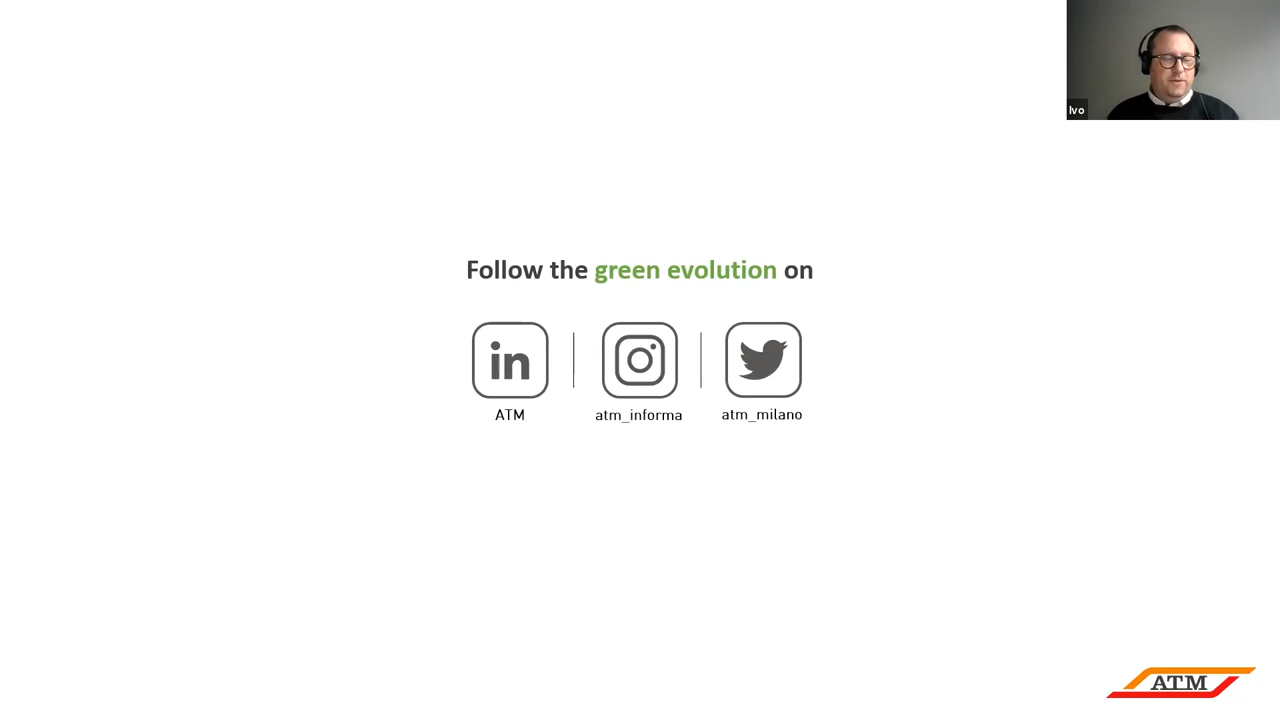 Ivo
Follow the green evolution on
in
ATM
atm_informa
atm_milano
ATM